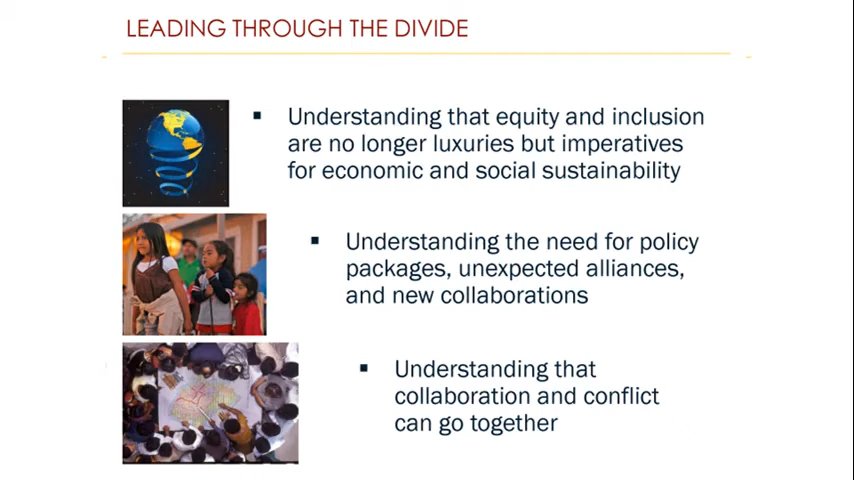 LEADING THROUGH THE DIVIDE
Understanding that equity and inclusion
are no longer luxuries but imperatives
for economic and social sustainability
Understanding the need for policy
packages, unexpected alliances,
and new collaborations
Understanding that
collaboration and conflict
can go together